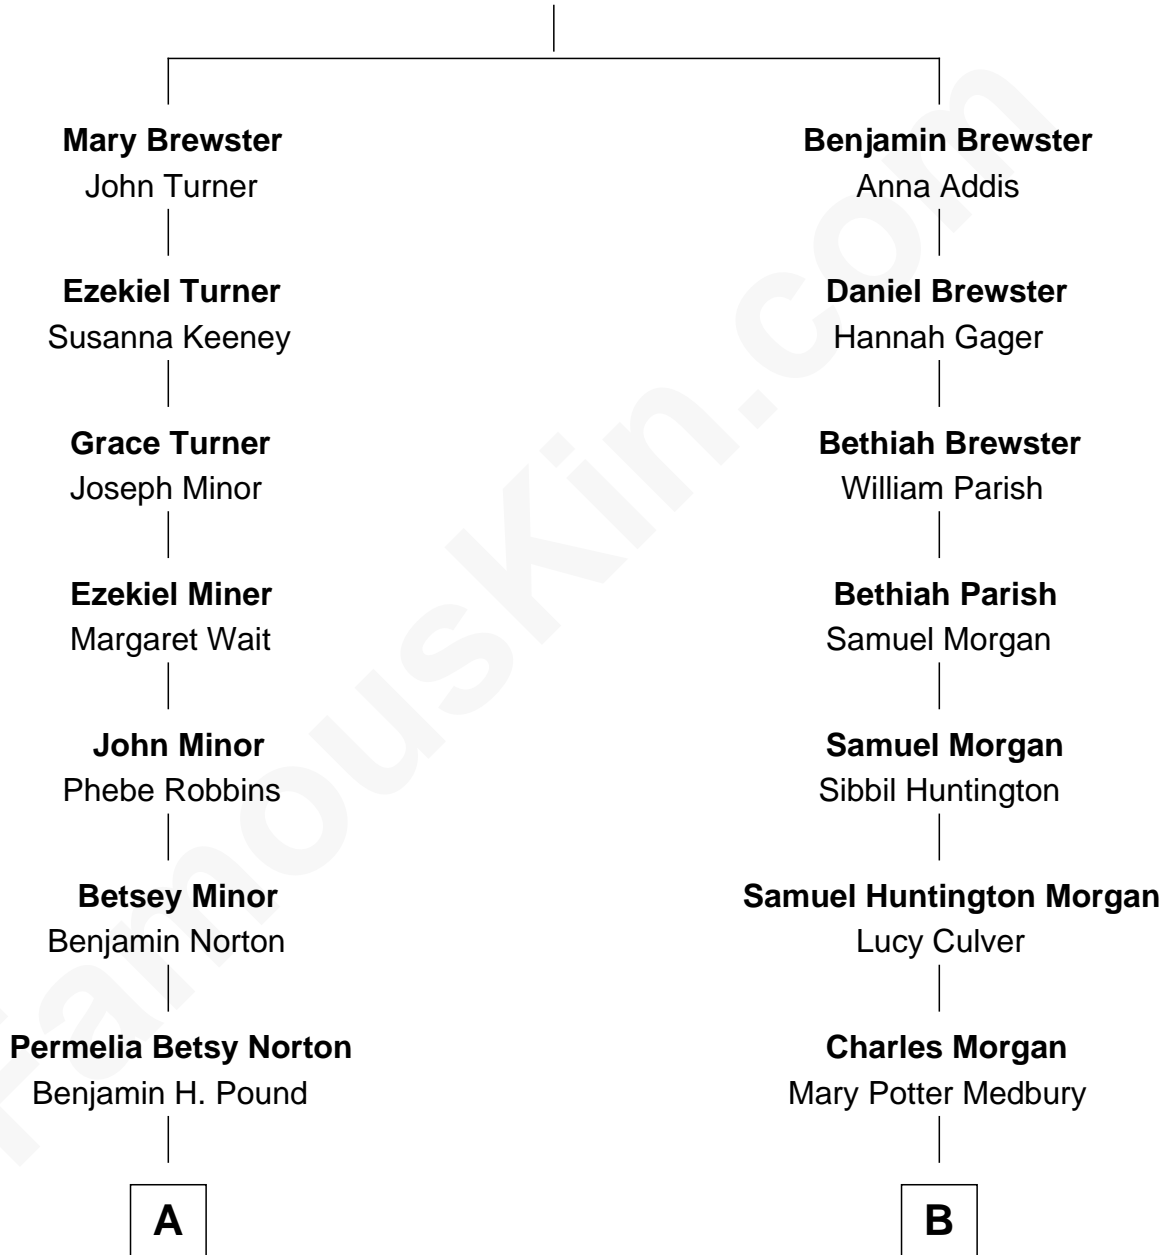 Mary Brewster
John Turner
Ezekiel Turner
Susanna Keeney
Grace Turner
Joseph Minor
Ezekiel Miner
Margaret Wait
John Minor
Phebe Robbins
Betsey Minor
Benjamin Norton
Permelia Betsy Norton
Benjamin H. Pound
A
Benjamin Brewster
Anna Addis
Daniel Brewster
Hannah Gager
Bethiah Brewster
William Parish
Bethiah Parish
Samuel Morgan
Samuel Morgan
Sibbil Huntington
Samuel Huntington Morgan
Lucy Culver
Charles Morgan
Mary Potter Medbury
B
FamousKin.com